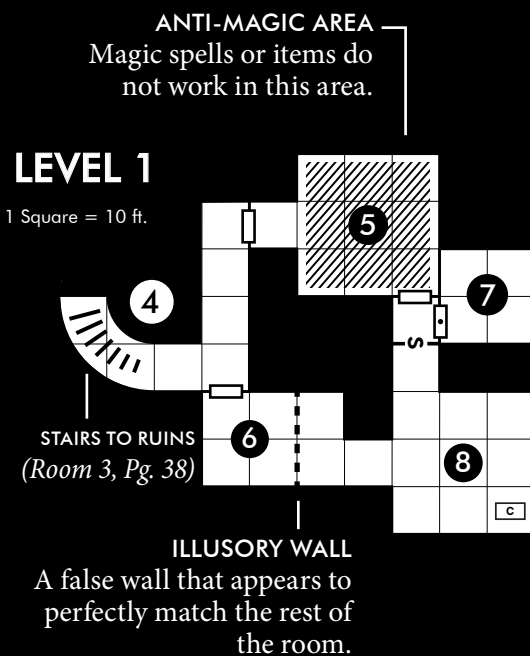 ANTI-MAGIC AREA
Magic spells or items do
not work in this area.
LEVEL 1
1 Square = 10 ft.
5
4
7
S
STAIRS TO RUINS
(Room 3, Pg. 38)
6
8
C
ILLUSORY WALL
A false wall that appears to
perfectly match the rest of
the room.